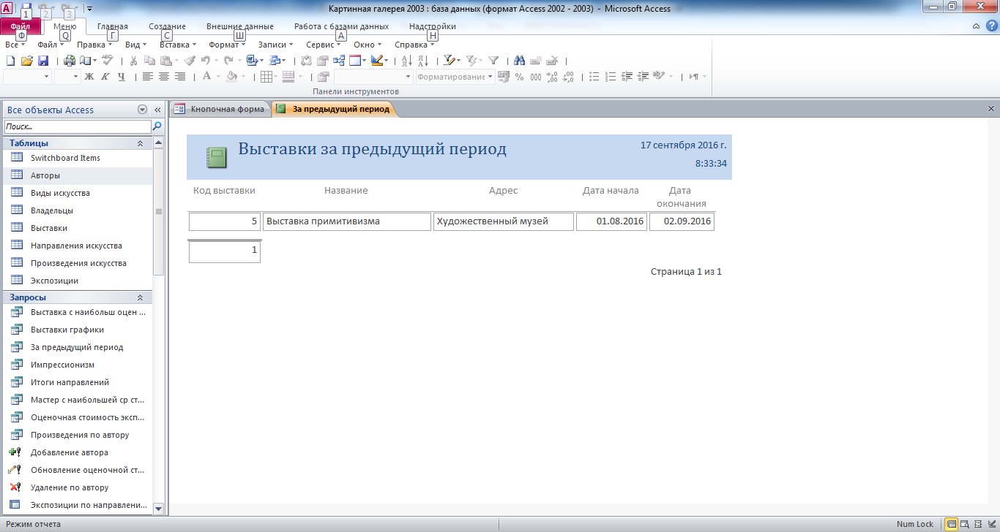 Картинная галерея 2003 : база данных (формат Access 2002 - 2003) - Microsoft Access
1 2 3
Файл Меню Главная Создание Внешние данные Работа с базами данных Надстройки
Ф Q Г С Ш А Н
Все Файл Правка Вид Вставка Формат Записи Сервис Окно Справка
Ж К Ч А Форматирование % 000
Панели инструментов
Все объекты Access «
Поиск...
Таблицы
Switchboard Items
Авторы
Виды искусства
Владельцы
Выставки
Направления искусства
Произведения искусства
Экспозиции
Запросы
Выставка с наибольш оцен ...
Выставки графики
За предыдущий период
Импрессионизм
Итоги направлений
Мастер с наибольшей ср ст...
Оценочная стоимость эксп...
Произведения по автору
Добавление автора
Обновление оценочной ст...
Удаление по автору
Экспозиции по направлени...
Кнопочная форма За предыдущий период
Выставки за предыдущий период
17 сентября 2016 г.
8:33:34
Код выставки Название Адрес Дата начала Дата окончания
5 Выставка примитивизма Художественный музей 01.08.2016 02.09.2016
1
Страница 1 из 1
Режим отчета Num Lock